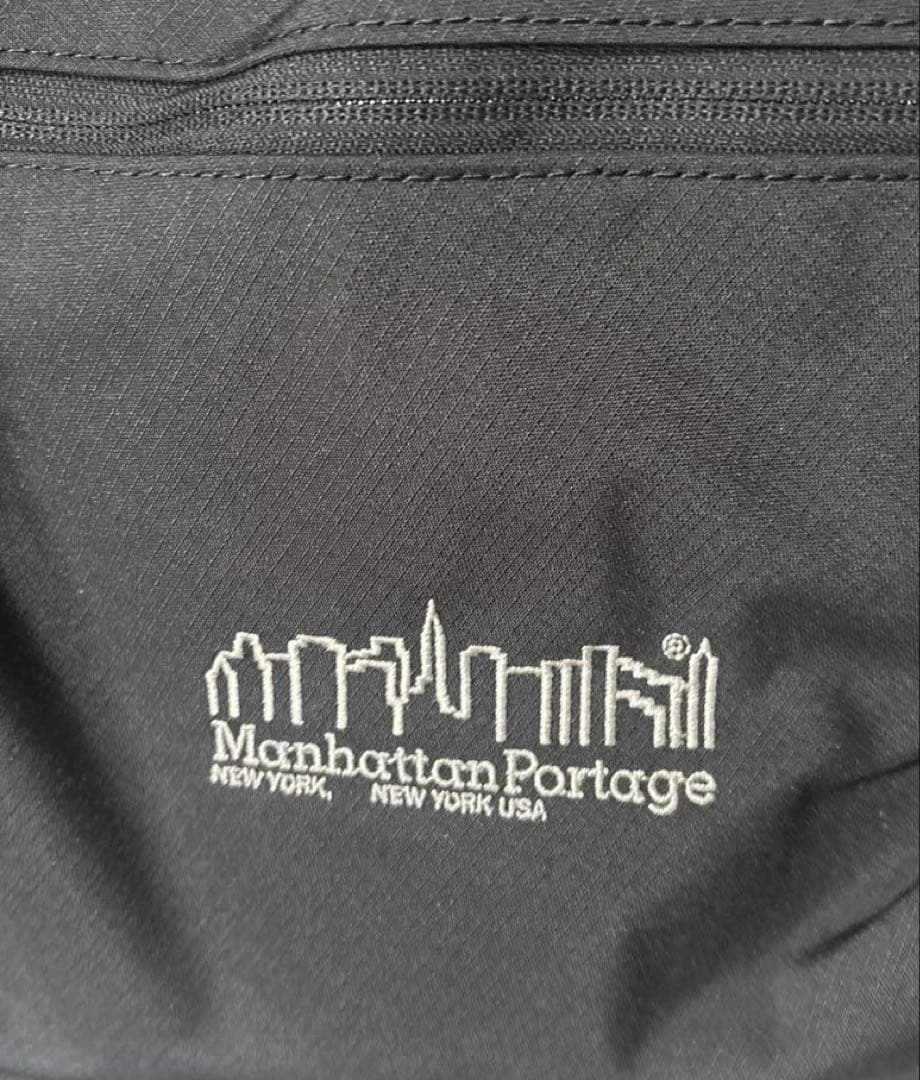 ®
Manhattan Portage
NEW YORK, NEW YORK USA